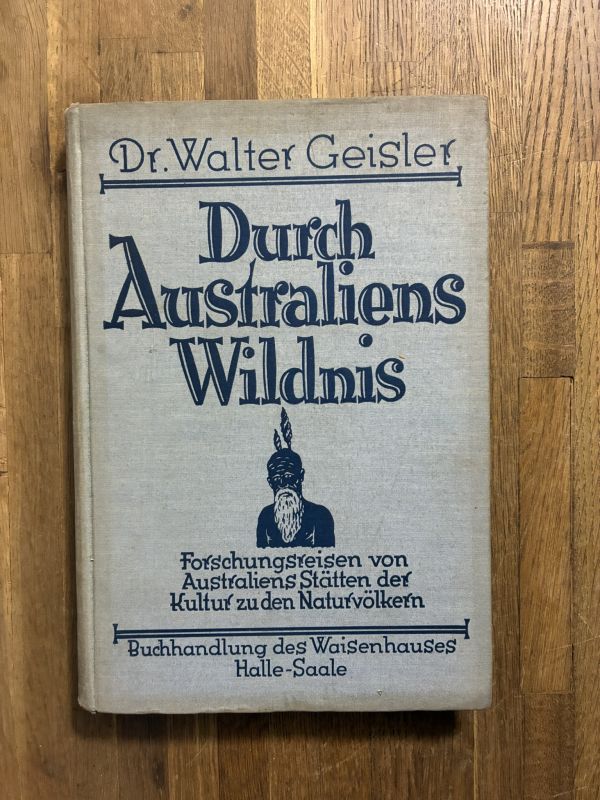 Dr. Walter Geisler
Durch
Australiens
Wildnis
Forschungsreisen von
Australiens Stätten der
Kultur zu den Naturvölkern
Buchhandlung des Waisenhauses
Halle-Saale